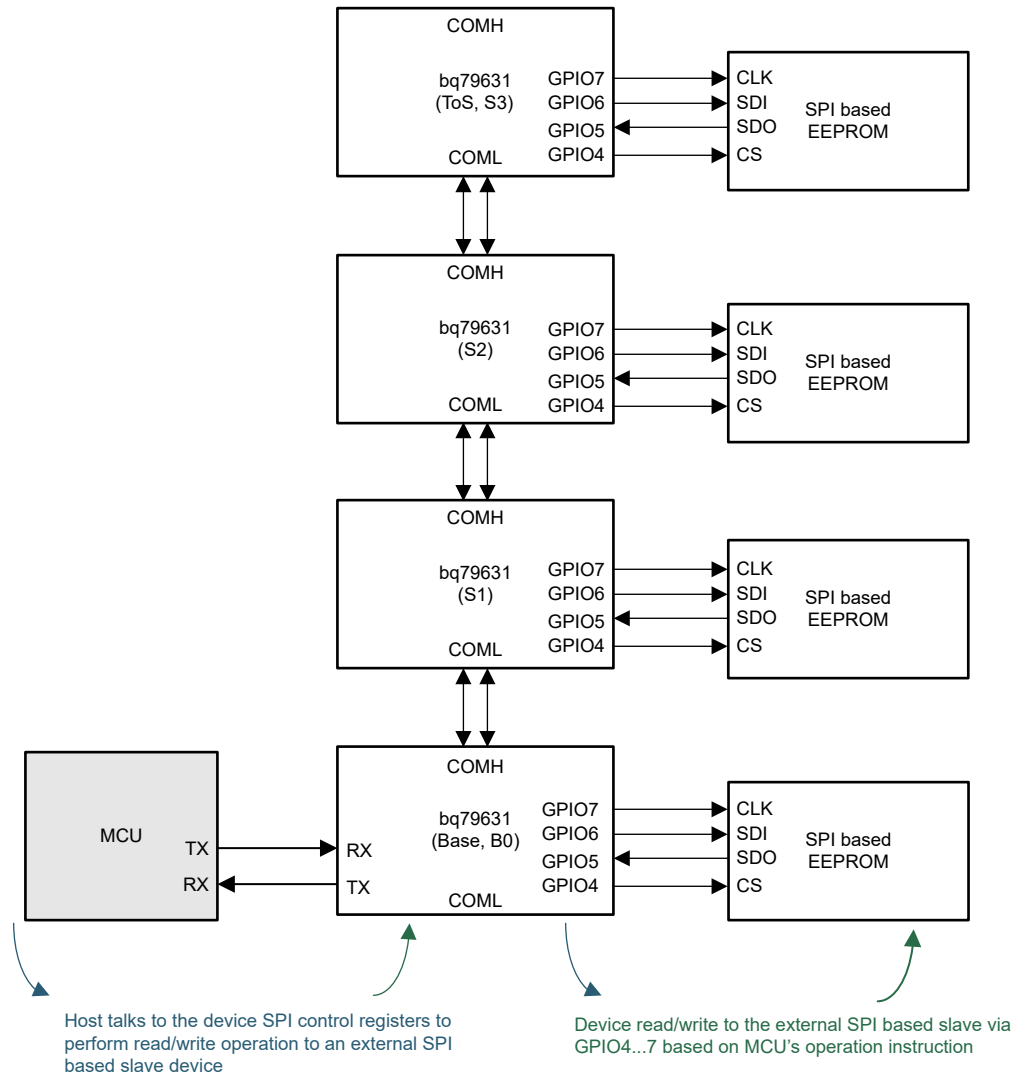 COMH
bq79631
(ToS, S3)
COML
GPIO7
GPIO6
GPIO5
GPIO4
CLK
SDI
SDO
CS
SPI based
EEPROM
COMH
bq79631
(S2)
COML
GPIO7
GPIO6
GPIO5
GPIO4
CLK
SDI
SDO
CS
SPI based
EEPROM
COMH
bq79631
(S1)
COML
GPIO7
GPIO6
GPIO5
GPIO4
CLK
SDI
SDO
CS
SPI based
EEPROM
MCU
TX
RX
COMH
bq79631
(Base, B0)
RX
TX
COML
GPIO7
GPIO6
GPIO5
GPIO4
CLK
SDI
SDO
CS
SPI based
EEPROM
Host talks to the device SPI control registers to
perform read/write operation to an external SPI
based slave device
Device read/write to the external SPI based slave via
GPIO4...7 based on MCU's operation instruction